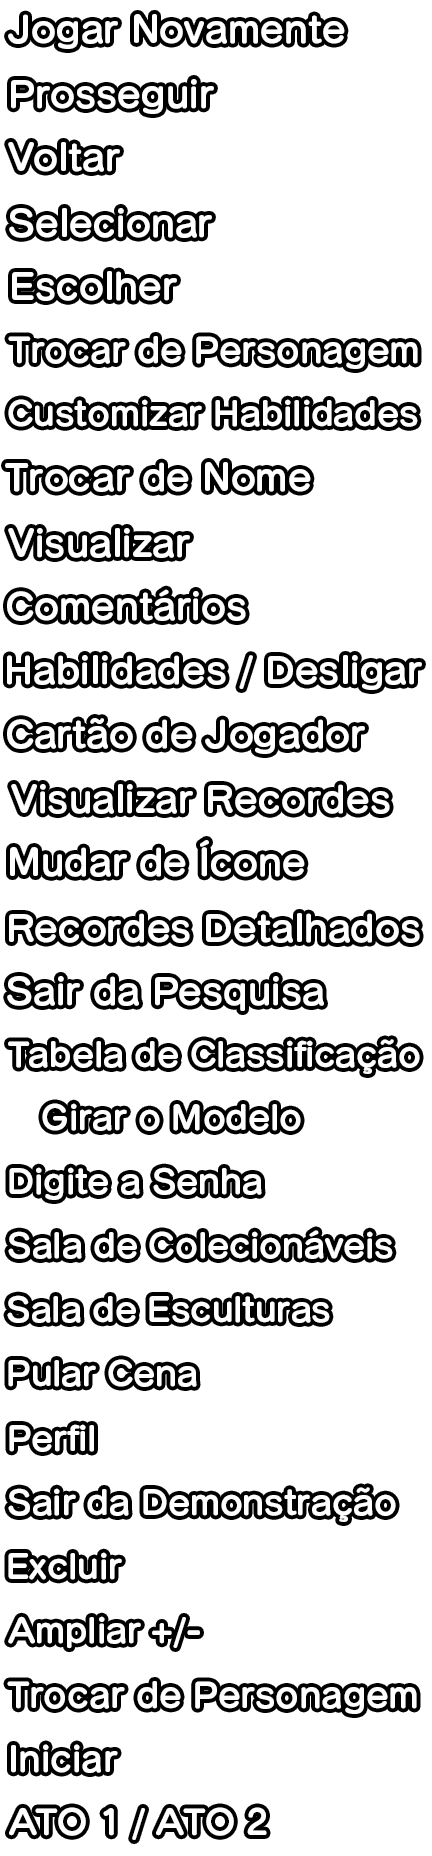 Jogar Novamente
Prosseguir
Voltar
Selecionar
Escolher
Trocar de Personagem
Customizar Habilidades
Trocar de Nome
Visualizar
Comentários
Habilidades / Desligar
Cartão de Jogador
Visualizar Recordes
Mudar de Ícone
Recordes Detalhados
Sair da Pesquisa
Tabela de Classificação
Girar o Modelo
Digite a Senha
Sala de Colecionáveis
Sala de Esculturas
Pular Cena
Perfil
Sair da Demonstração
Excluir
Ampliar +/-
Trocar de Personagem
Iniciar
ATO 1 / ATO 2